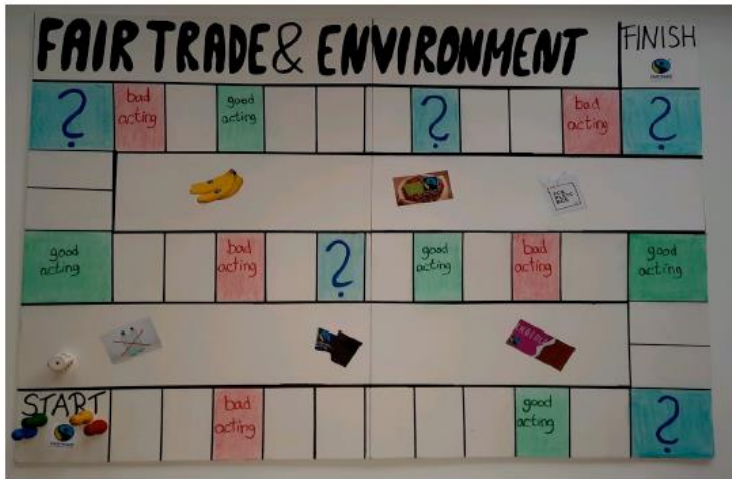 FAIR TRADE & ENVIRONMENT
FINISH
?
bad
acting
good
acting
?
bad
acting
?
good
acting
bad
acting
?
good
acting
bad
acting
good
acting
START
bad
acting
good
acting
?